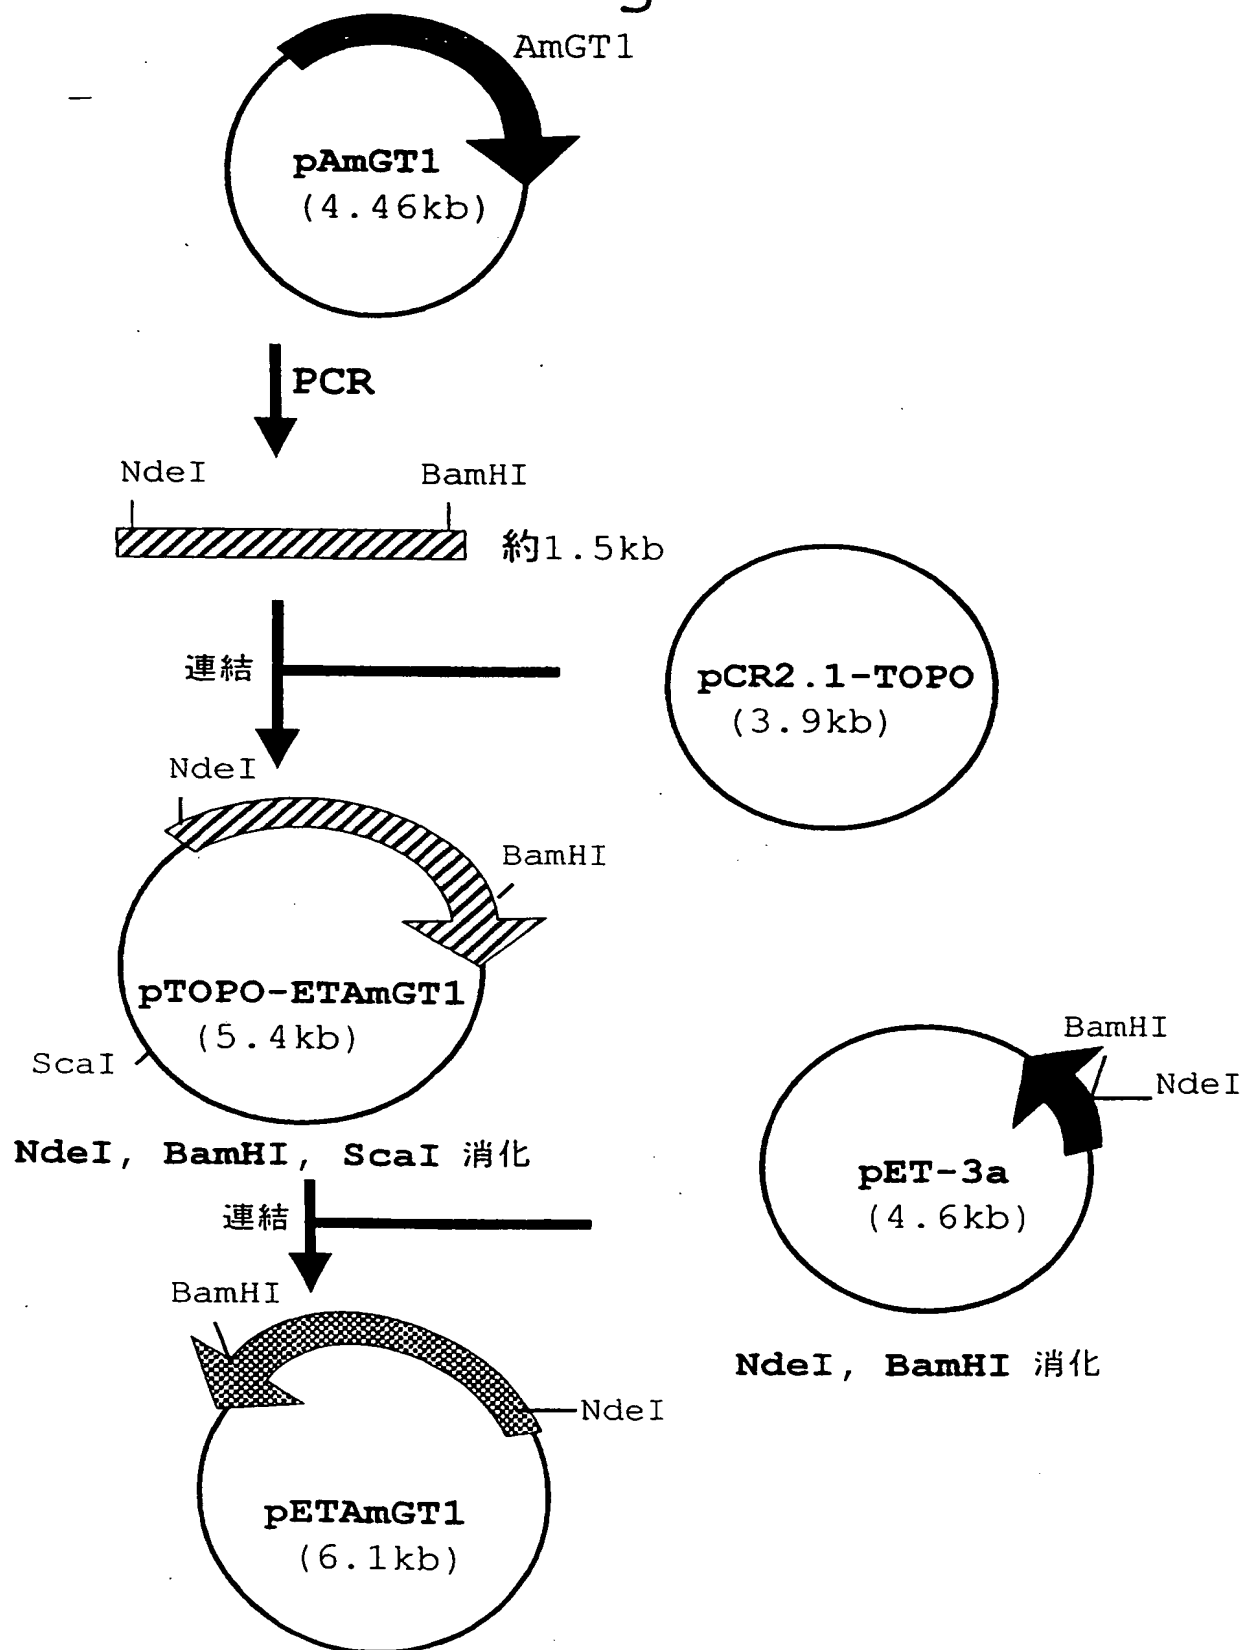 AmGT1
pAmGT1
(4.46kb)
PCR
NdeI
BamHI
約1.5kb
連結
pCR2.1-TOPO
(3.9kb)
NdeI
BamHI
pTOPO-ETAmGT1
(5.4kb)
ScaI
BamHI
NdeI
NdeI, BamHI, ScaI 消化
pET-3a
(4.6kb)
連結
BamHI
NdeI, BamHI 消化
NdeI
pETAmGT1
(6.1kb)